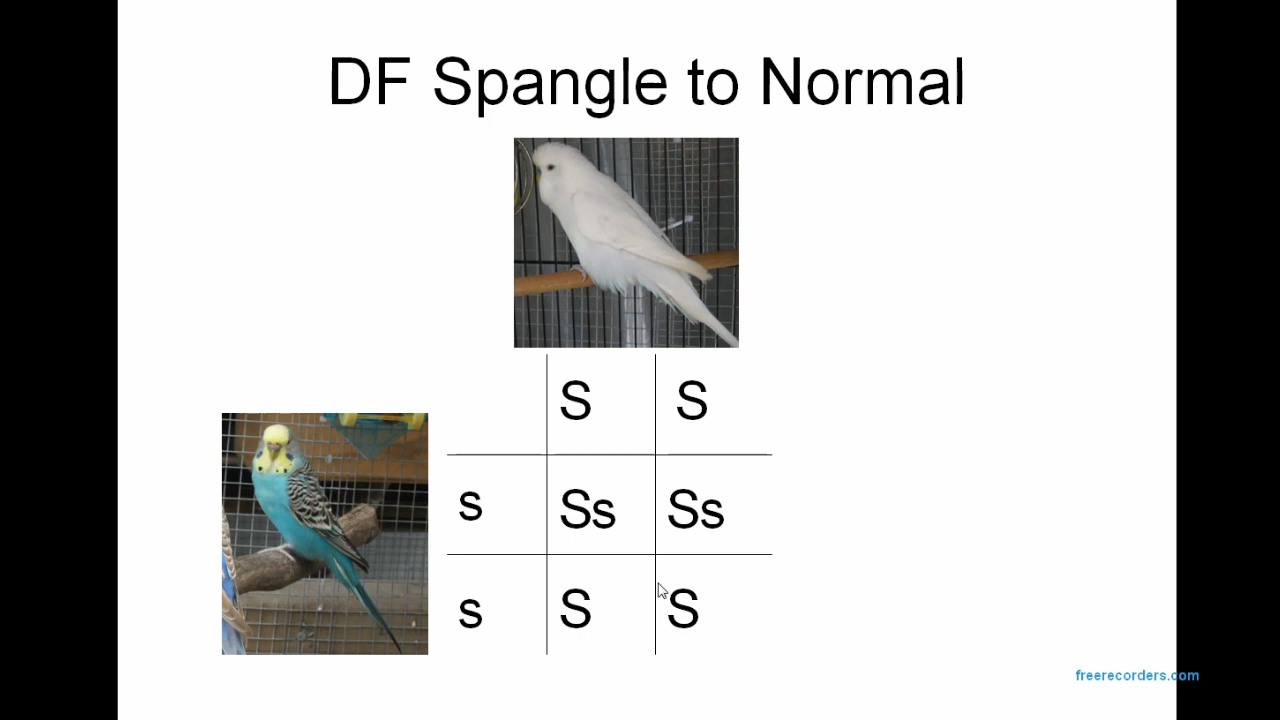 DF Spangle to Normal
S S
s Ss Ss
s S S
freerecorders.com